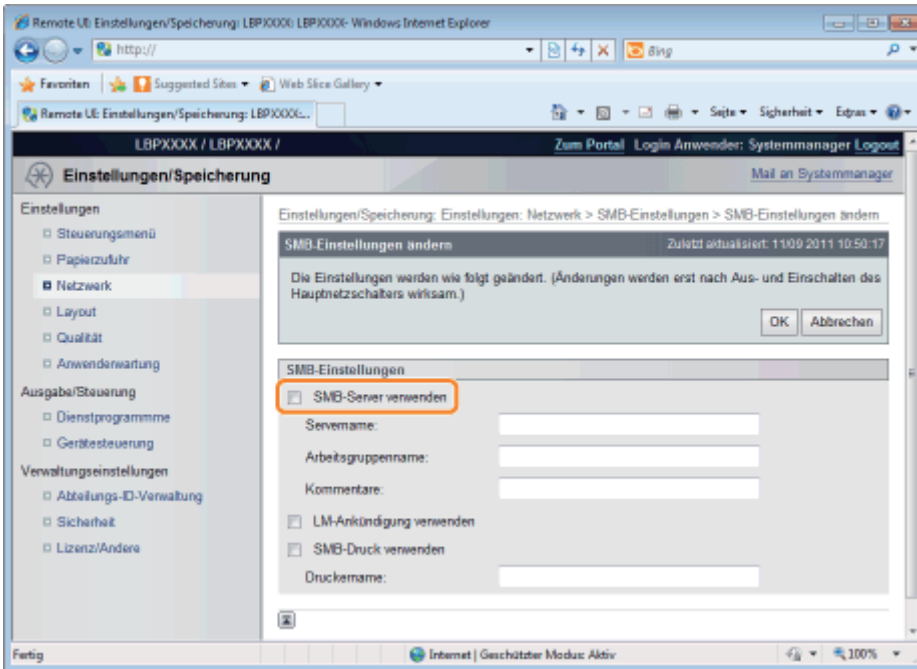 Remote UI: Einstellungen/Speicherung: LBPXXXX: LBPXXXX- Windows Internet Explorer
http://
Bing
Favoriten Suggested Sites Web Slice Gallery
Remote UI: Einstellungen/Speicherung: LBPXXXX:... Seite Sicherheit Extras
LBPXXXX / LBPXXXX / Zum Portal Login Anwender: Systemmanager Logout
Einstellungen/Speicherung Mail an Systemmanager
Einstellungen
Steuerungsmenü
Papierzufuhr
Netzwerk
Layout
Qualität
Anwenderwartung
Ausgabe/Steuerung
Dienstprogrammme
Gerätesteuerung
Verwaltungseinstellungen
Abteilungs-ID-Verwaltung
Sicherheit
Lizenz/Andere
Einstellungen/Speicherung: Einstellungen: Netzwerk > SMB-Einstellungen > SMB-Einstellungen ändern
SMB-Einstellungen ändern Zuletzt aktualisiert: 11/09 2011 10:50:17
Die Einstellungen werden wie folgt geändert. (Änderungen werden erst nach Aus- und Einschalten des
Hauptnetzschalters wirksam.)
OK Abbrechen
SMB-Einstellungen
SMB-Server verwenden
Servername:
Arbeitsgruppenname:
Kommentare:
LM-Ankündigung verwenden
SMB-Druck verwenden
Druckername:
Fertig Internet | Geschützter Modus: Aktiv 100%